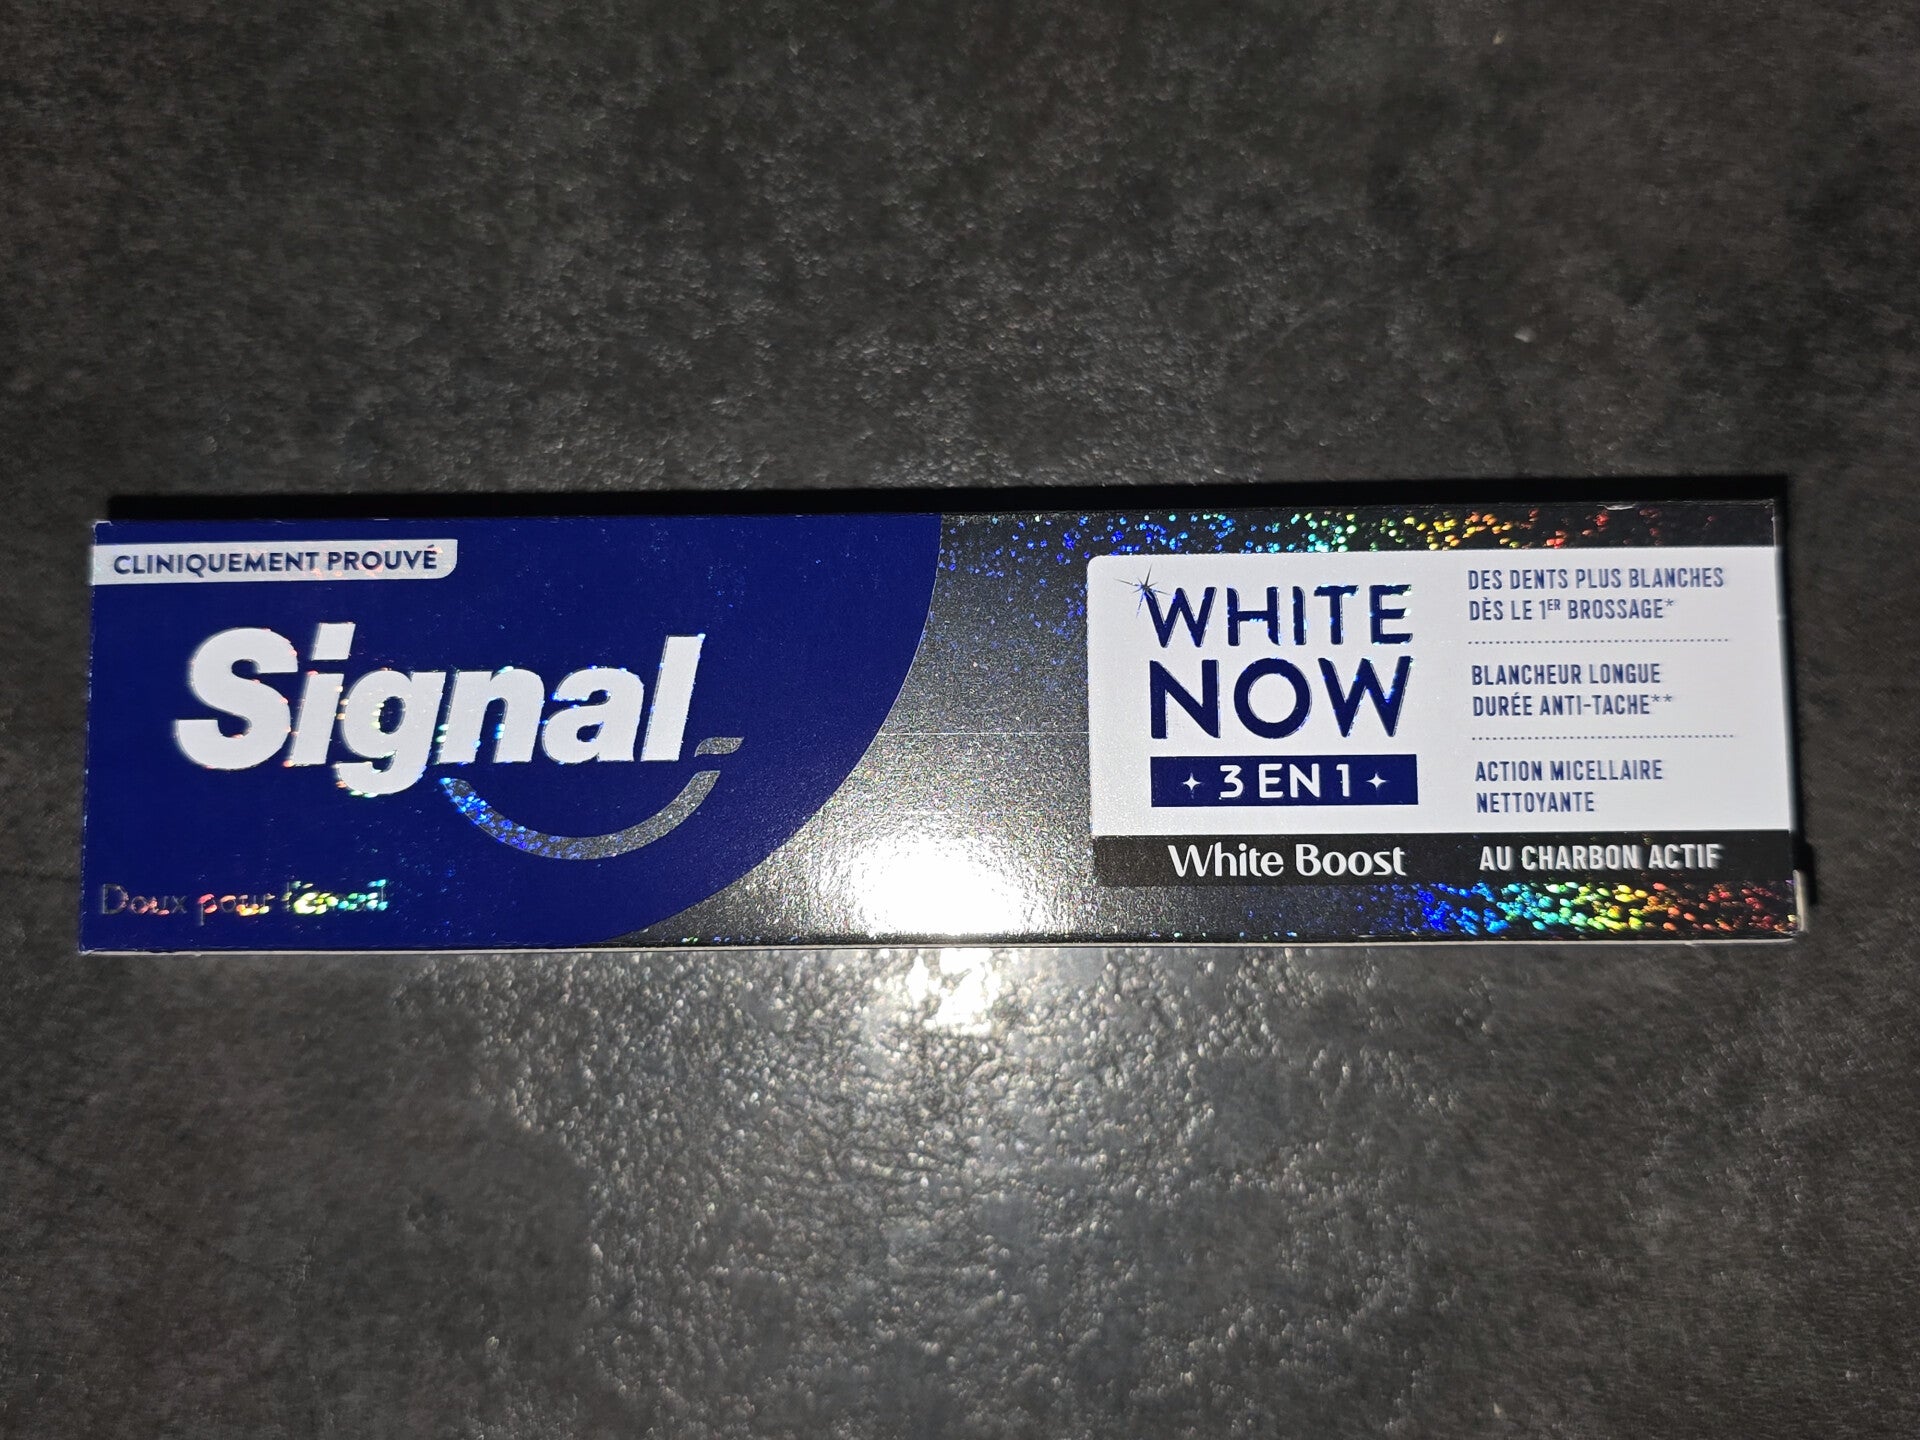 CLINIQUEMENT PROUVÉ
Signal
Doux pour l'émail
WHITE
NOW
3 EN 1
White Boost
DES DENTS PLUS BLANCHES
DÈS LE 1ER BROSSAGE*
BLANCHEUR LONGUE
DURÉE ANTI-TACHE**
ACTION MICELLAIRE
NETTOYANTE
AU CHARBON ACTIF